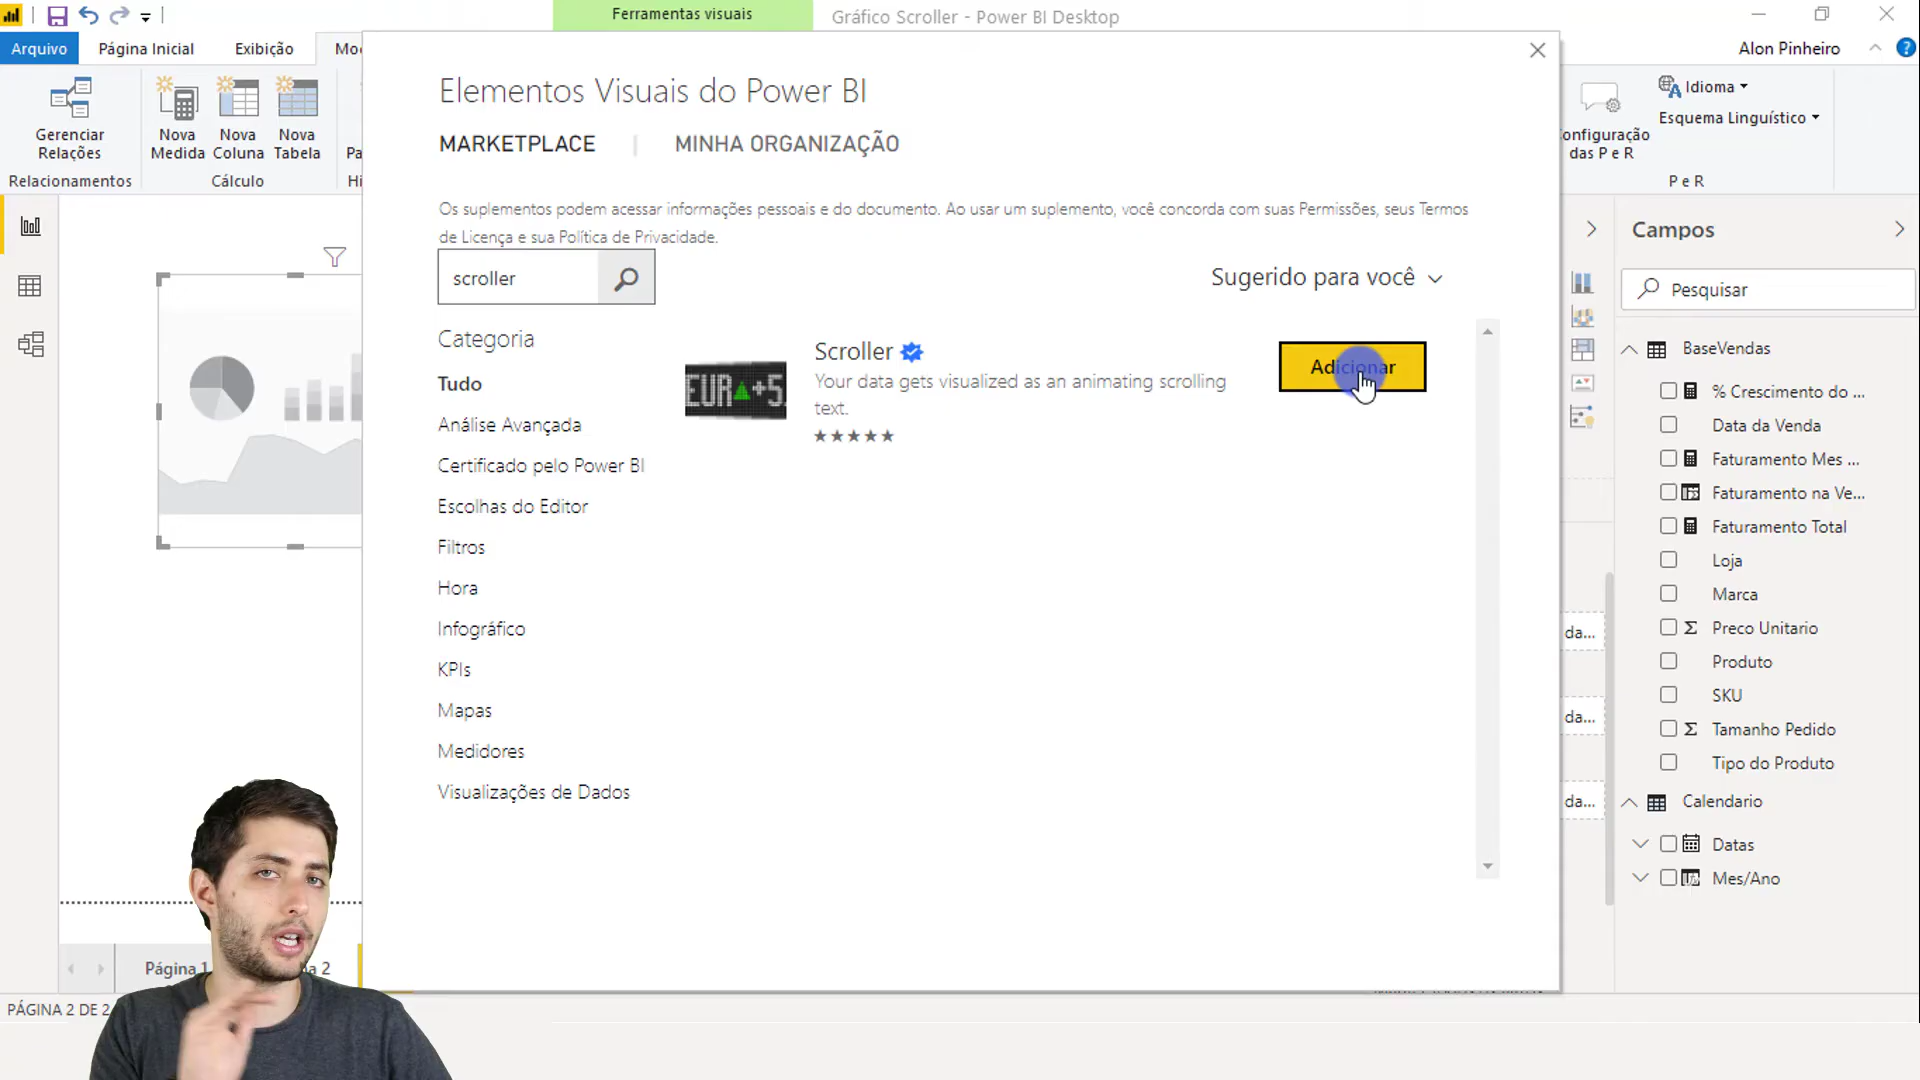 Ferramentas visuais
Gráfico Scroller - Power BI Desktop
Arquivo
Página Inicial
Exibição
Alon Pinheiro
Gerenciar
Relações
Nova
Medida
Nova
Coluna
Nova
Tabela
Relacionamentos
Cálculo
Idioma
Esquema Linguístico
das P e R
P e R
Elementos Visuais do Power BI
MARKETPLACE
MINHA ORGANIZAÇÃO
Os suplementos podem acessar informações pessoais e do documento. Ao usar um suplemento, você concorda com suas Permissões, seus Termos
de Licença e sua Política de Privacidade.
scroller
Sugerido para você
Categoria
Tudo
Análise Avançada
Certificado pelo Power BI
Escolhas do Editor
Filtros
Hora
Infográfico
KPIs
Mapas
Medidores
Visualizações de Dados
EUR▲+5
Scroller
Your data gets visualized as an animating scrolling
text.
Adicionar
Campos
Pesquisar
BaseVendas
% Crescimento do ...
Data da Venda
Faturamento Mes ...
Faturamento na Ve...
Faturamento Total
Loja
Marca
Preco Unitario
Produto
SKU
Tamanho Pedido
Tipo do Produto
Calendario
Datas
Mes/Ano
da...
da...
da...
Página 1
2
PÁGINA 2 DE 2